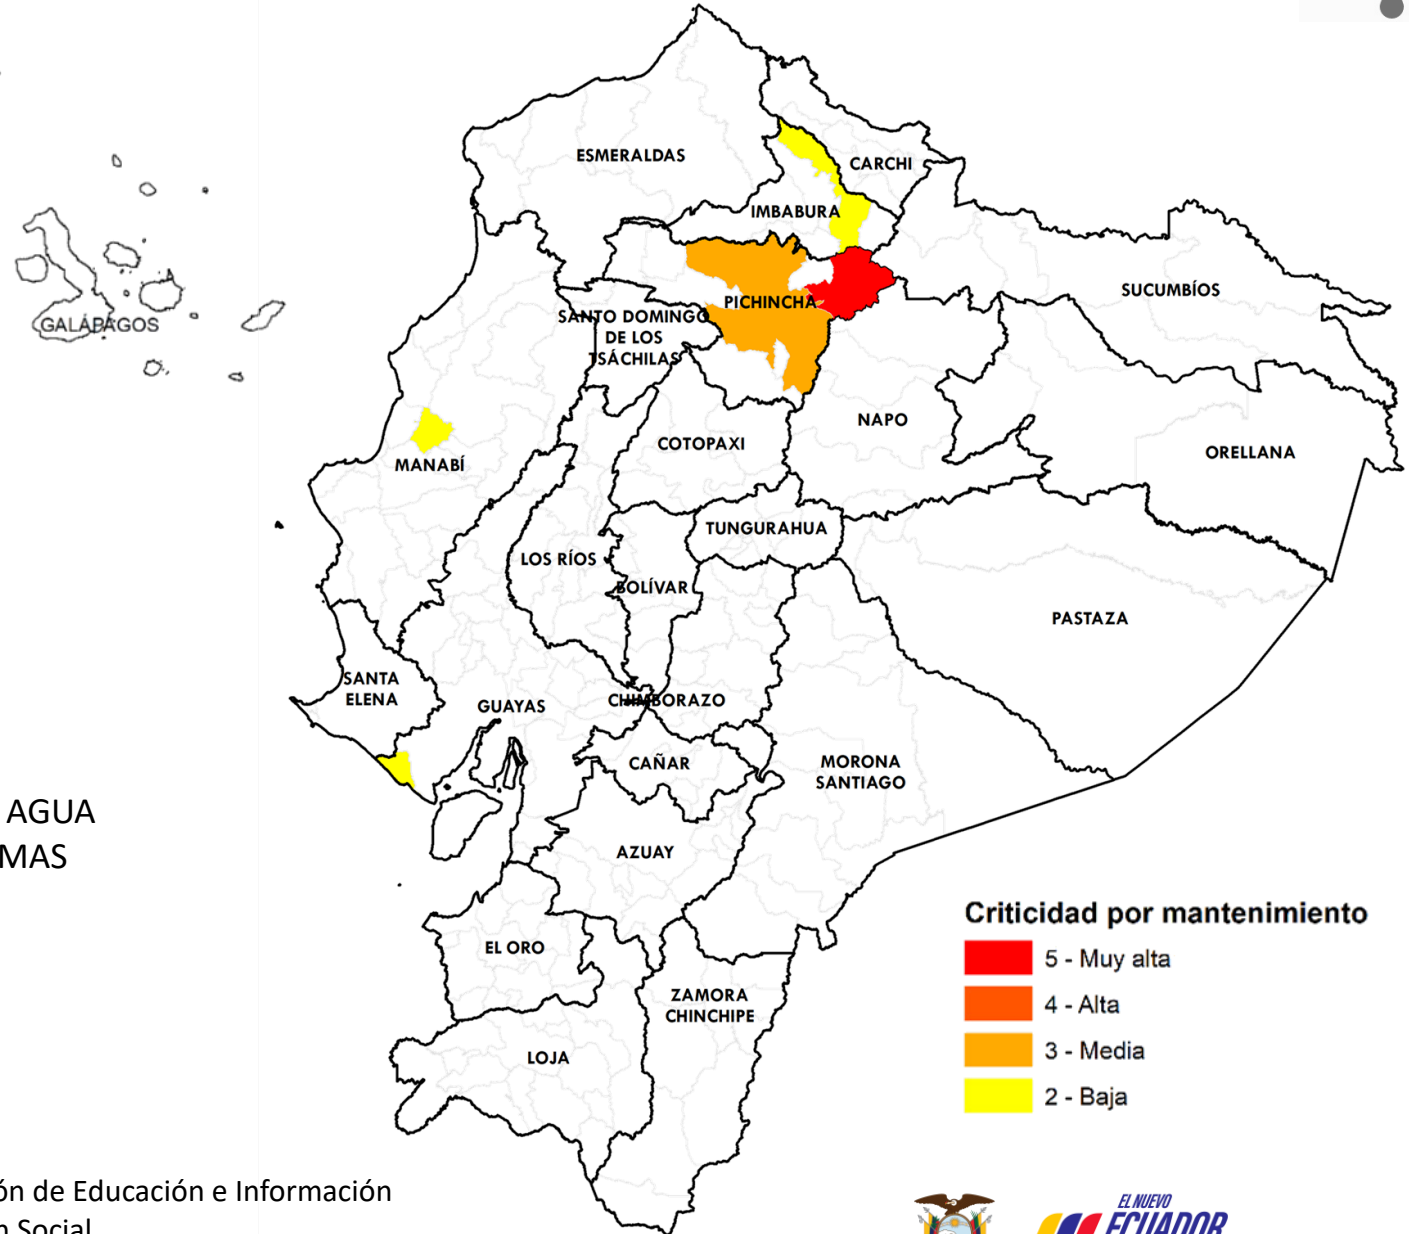 ESMERALDAS
CARCHI
IMBABURA
GALÁPAGOS
SUCUMBÍOS
PICHINCHA
SANTO DOMINGO
DE LOS
TSÁCHILAS
NAPO
COTOPAXI
ORELLANA
MANABÍ
TUNGURAHUA
LOS RÍOS
BOLÍVAR
PASTAZA
SANTA
ELENA
GUAYAS
CHIMBORAZO
CAÑAR
MORONA
SANTIAGO
AGUA
MAS
AZUAY
EL ORO
ZAMORA
CHINCHIPE
LOJA
Criticidad por mantenimiento
5 - Muy alta
4 - Alta
3 - Media
2 - Baja
ón de Educación e Información
n Social
EL NUEVO
ECUADOR